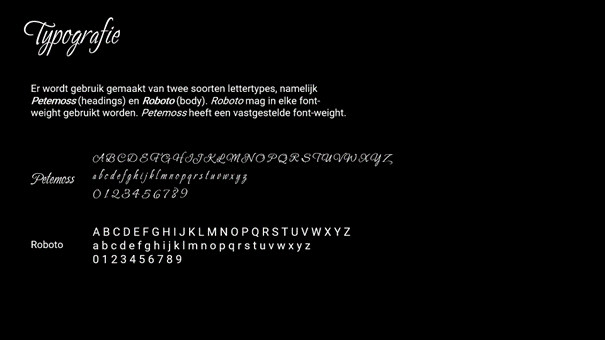 Typografie
Er wordt gebruik gemaakt van twee soorten lettertypes, namelijk
Petemoss (headings) en Roboto (body). Roboto mag in elke font-
weight gebruikt worden. Petemoss heeft een vastgestelde font-weight.
A B C D E F G H I J K L M N O P Q R S T U V W X Y Z
a b c d e f g h i j k l m n o p q r s t u v w x y z
Petemoss
0 1 2 3 4 5 6 7 8 9
A B C D E F G H I J K L M N O P Q R S T U V W X Y Z
Roboto
a b c d e f g h i j k l m n o p q r s t u v w x y z
0 1 2 3 4 5 6 7 8 9